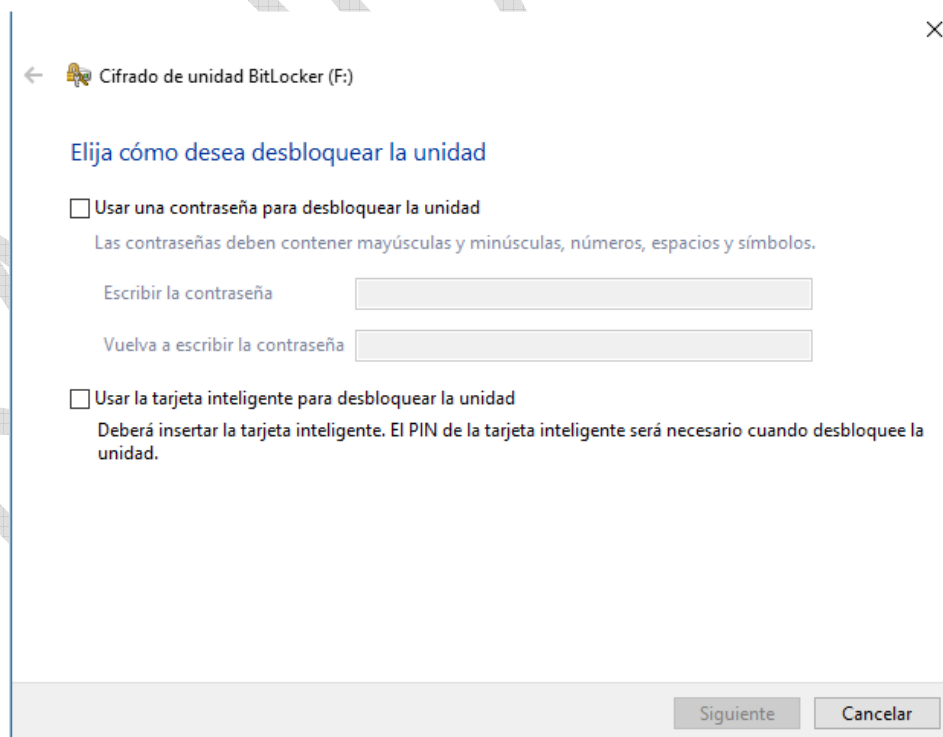 Cifrado de unidad BitLocker (F:)
Elija cómo desea desbloquear la unidad
Usar una contraseña para desbloquear la unidad
Las contraseñas deben contener mayúsculas y minúsculas, números, espacios y símbolos.
Escribir la contraseña
Vuelva a escribir la contraseña
Usar la tarjeta inteligente para desbloquear la unidad
Deberá insertar la tarjeta inteligente. El PIN de la tarjeta inteligente será necesario cuando desbloquee la
unidad.
Siguiente Cancelar